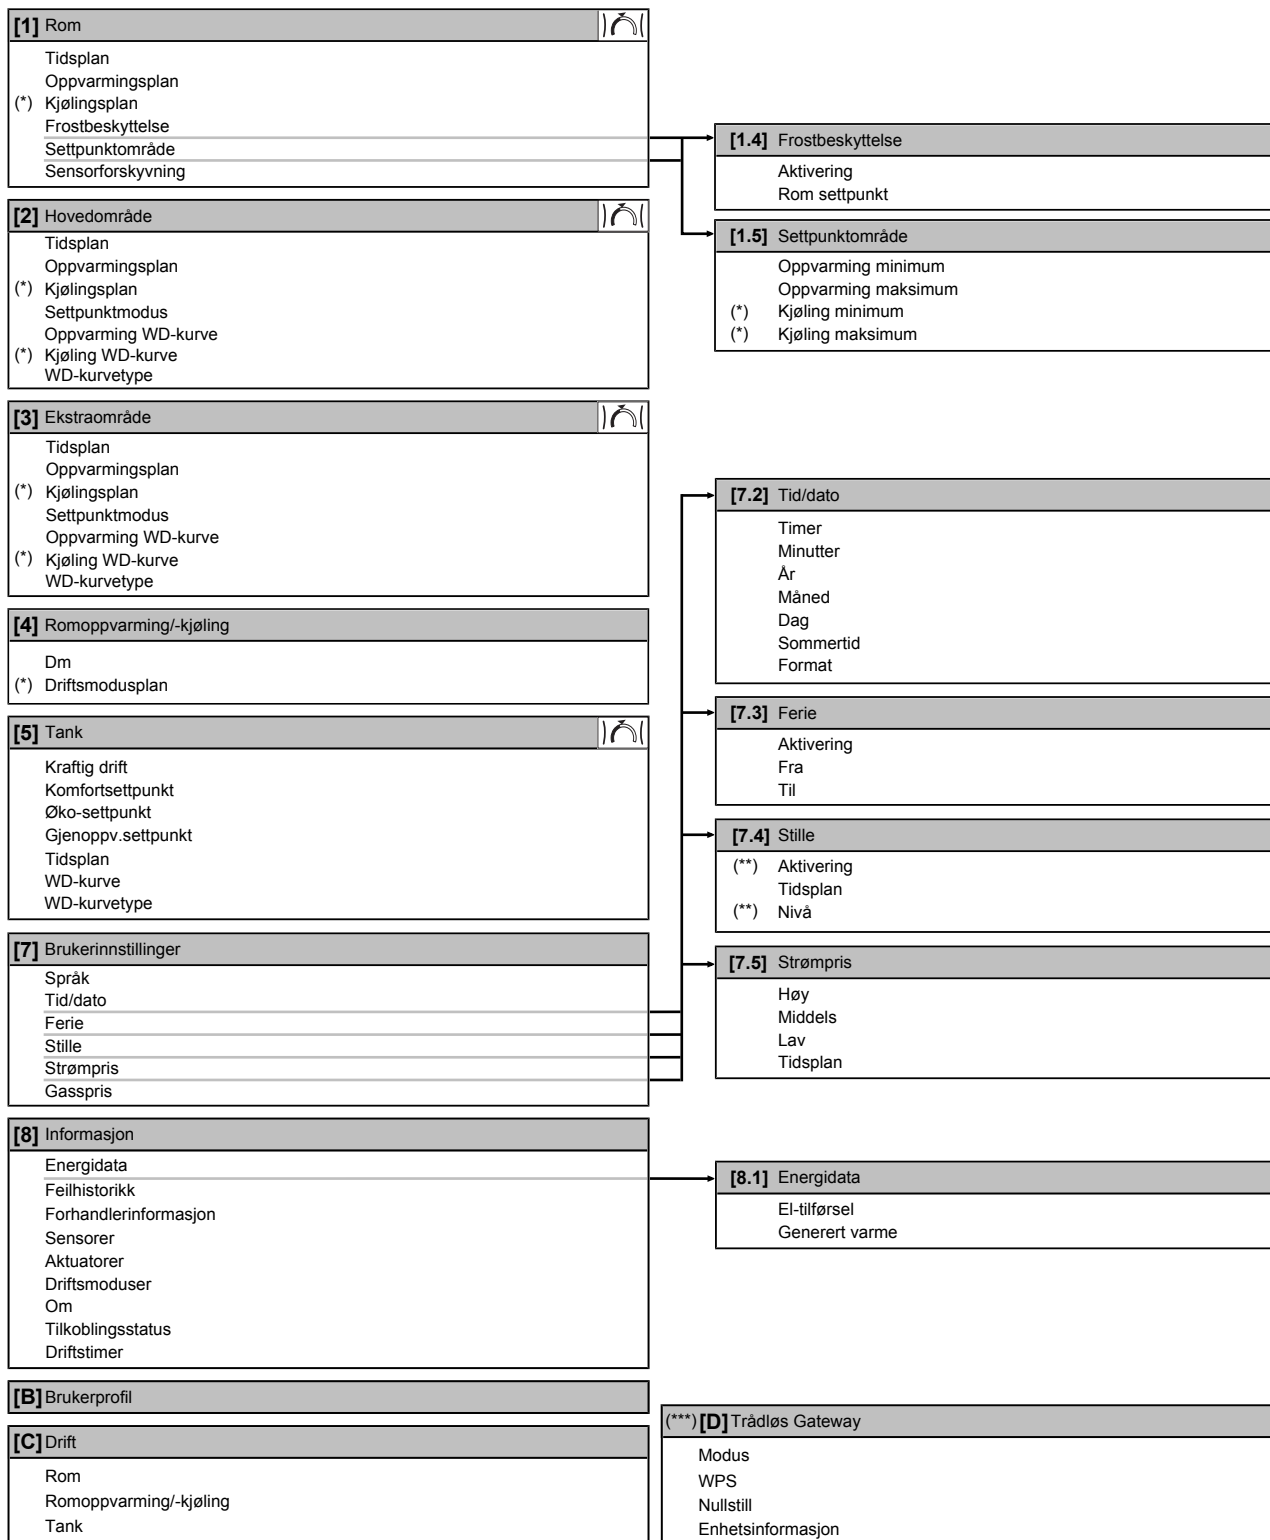 [1] Rom
Tidsplan
Oppvarmingsplan
(*) Kjølingsplan
Frostbeskyttelse
Settpunktområde
Sensorforskyvning
[1.4] Frostbeskyttelse
Aktivering
Rom settpunkt
[1.5] Settpunktområde
Oppvarming minimum
Oppvarming maksimum
(*) Kjøling minimum
(*) Kjøling maksimum
[2] Hovedområde
Tidsplan
Oppvarmingsplan
(*) Kjølingsplan
Settpunktmodus
Oppvarming WD-kurve
(*) Kjøling WD-kurve
WD-kurvetype
[3] Ekstraområde
Tidsplan
Oppvarmingsplan
(*) Kjølingsplan
Settpunktmodus
Oppvarming WD-kurve
(*) Kjøling WD-kurve
WD-kurvetype
[4] Romoppvarming/-kjøling
Dm
(*) Driftsmodusplan
[5] Tank
Kraftig drift
Komfortsettpunkt
Øko-settpunkt
Gjenoppv.settpunkt
Tidsplan
WD-kurve
WD-kurvetype
[7] Brukerinnstillinger
Språk
Tid/dato
Ferie
Stille
Strømpris
Gasspris
[7.2] Tid/dato
Timer
Minutter
År
Måned
Dag
Sommertid
Format
[7.3] Ferie
Aktivering
Fra
Til
[7.4] Stille
(**) Aktivering
Tidsplan
(**) Nivå
[7.5] Strømpris
Høy
Middels
Lav
Tidsplan
[8] Informasjon
Energidata
Feilhistorikk
Forhandlerinformasjon
Sensorer
Aktuatorer
Driftsmoduser
Om
Tilkoblingsstatus
Driftstimer
[8.1] Energidata
El-tilførsel
Generert varme
[B] Brukerprofil
[C] Drift
Rom
Romoppvarming/-kjøling
Tank
(***) [D] Trådløs Gateway
Modus
WPS
Nullstill
Enhetsinformasjon